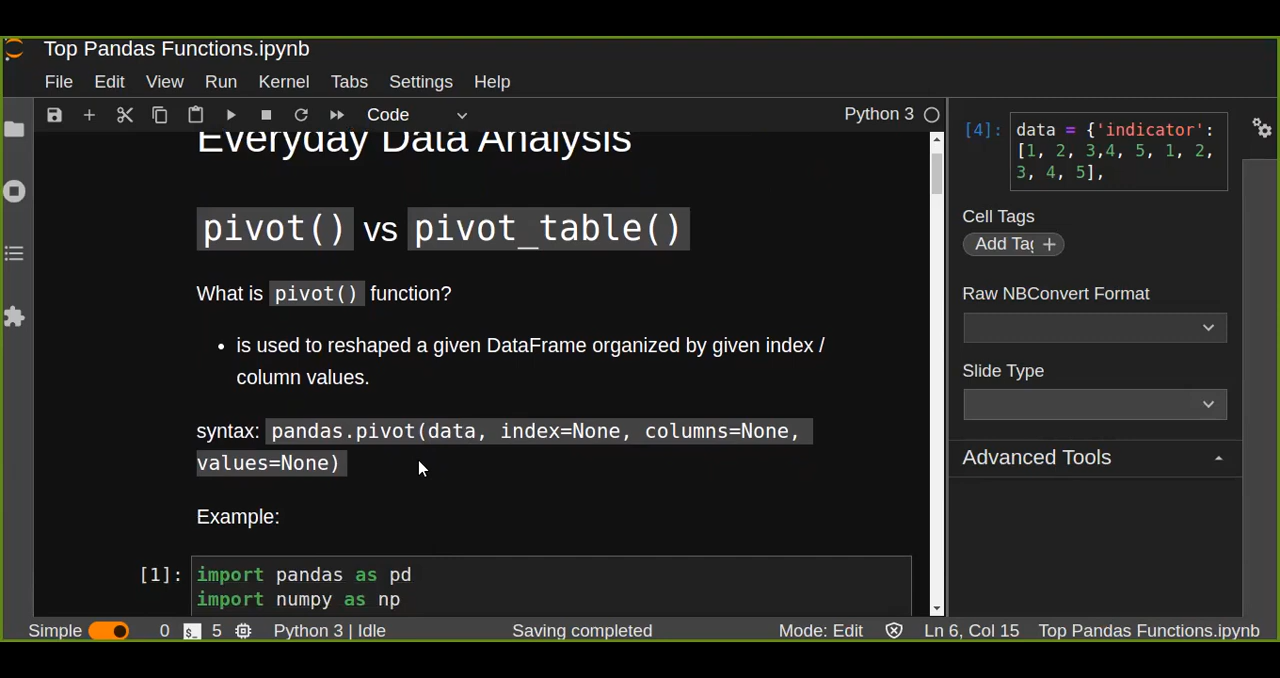 Top Pandas Functions.ipynb
File Edit View Run Kernel Tabs Settings Help
Code
Python 3
Everyday Data Analysis
pivot() vs pivot_table()
What is pivot() function?
• is used to reshaped a given DataFrame organized by given index /
column values.
syntax: pandas.pivot(data, index=None, columns=None,
values=None)
Example:
[1]: import pandas as pd
import numpy as np
[4]: data = {'indicator':
[1, 2, 3,4, 5, 1, 2,
3, 4, 5],
Cell Tags
Add Tag +
Raw NBConvert Format
Slide Type
Advanced Tools
Simple 0 $_ 5 Python 3 | Idle Saving completed Mode: Edit Ln 6, Col 15 Top Pandas Functions.ipynb